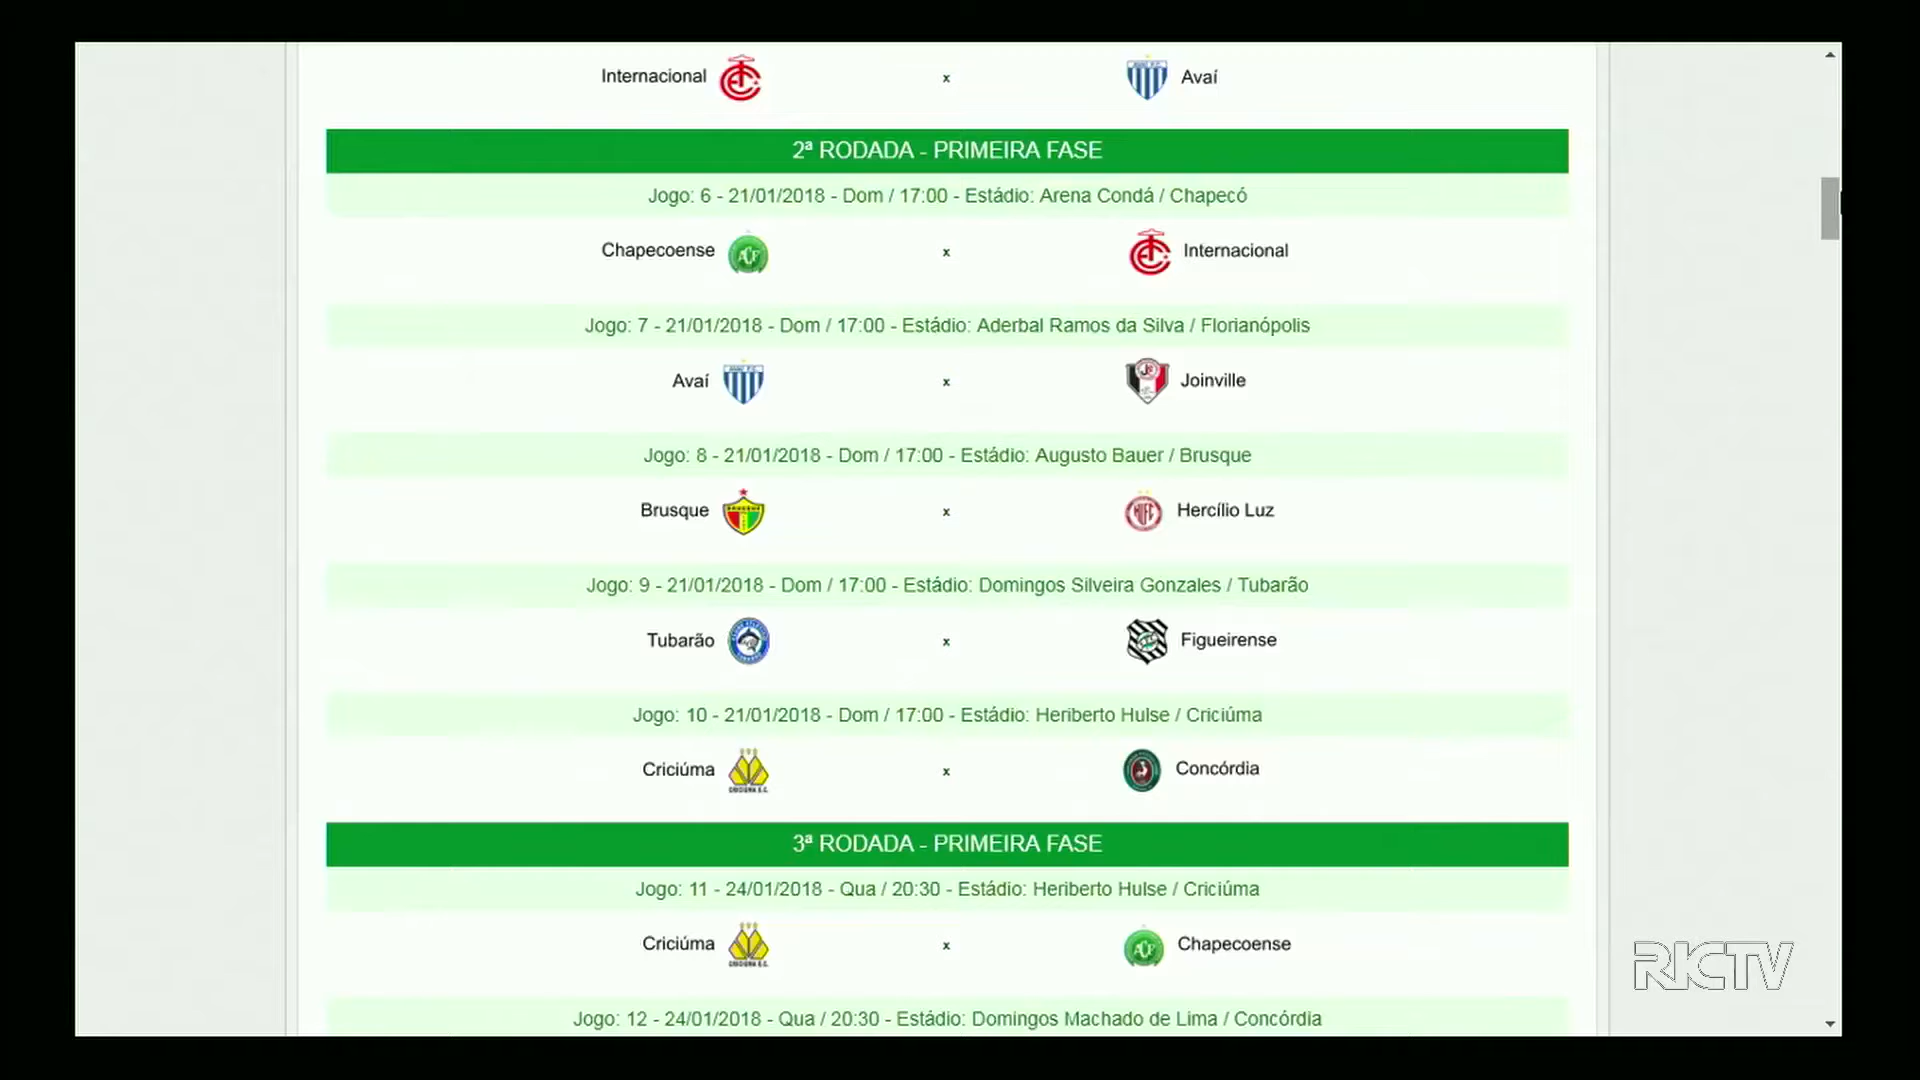 Internacional x Avaí
2ª RODADA - PRIMEIRA FASE
Jogo: 6 - 21/01/2018 - Dom / 17:00 - Estádio: Arena Condá / Chapecó
Chapecoense x Internacional
Jogo: 7 - 21/01/2018 - Dom / 17:00 - Estádio: Aderbal Ramos da Silva / Florianópolis
Avaí x Joinville
Jogo: 8 - 21/01/2018 - Dom / 17:00 - Estádio: Augusto Bauer / Brusque
Brusque x Hercílio Luz
Jogo: 9 - 21/01/2018 - Dom / 17:00 - Estádio: Domingos Silveira Gonzales / Tubarão
Tubarão x Figueirense
Jogo: 10 - 21/01/2018 - Dom / 17:00 - Estádio: Heriberto Hulse / Criciúma
Criciúma x Concórdia
3ª RODADA - PRIMEIRA FASE
Jogo: 11 - 24/01/2018 - Qua / 20:30 - Estádio: Heriberto Hulse / Criciúma
Criciúma x Chapecoense
RICTV
Jogo: 12 - 24/01/2018 - Qua / 20:30 - Estádio: Domingos Machado de Lima / Concórdia